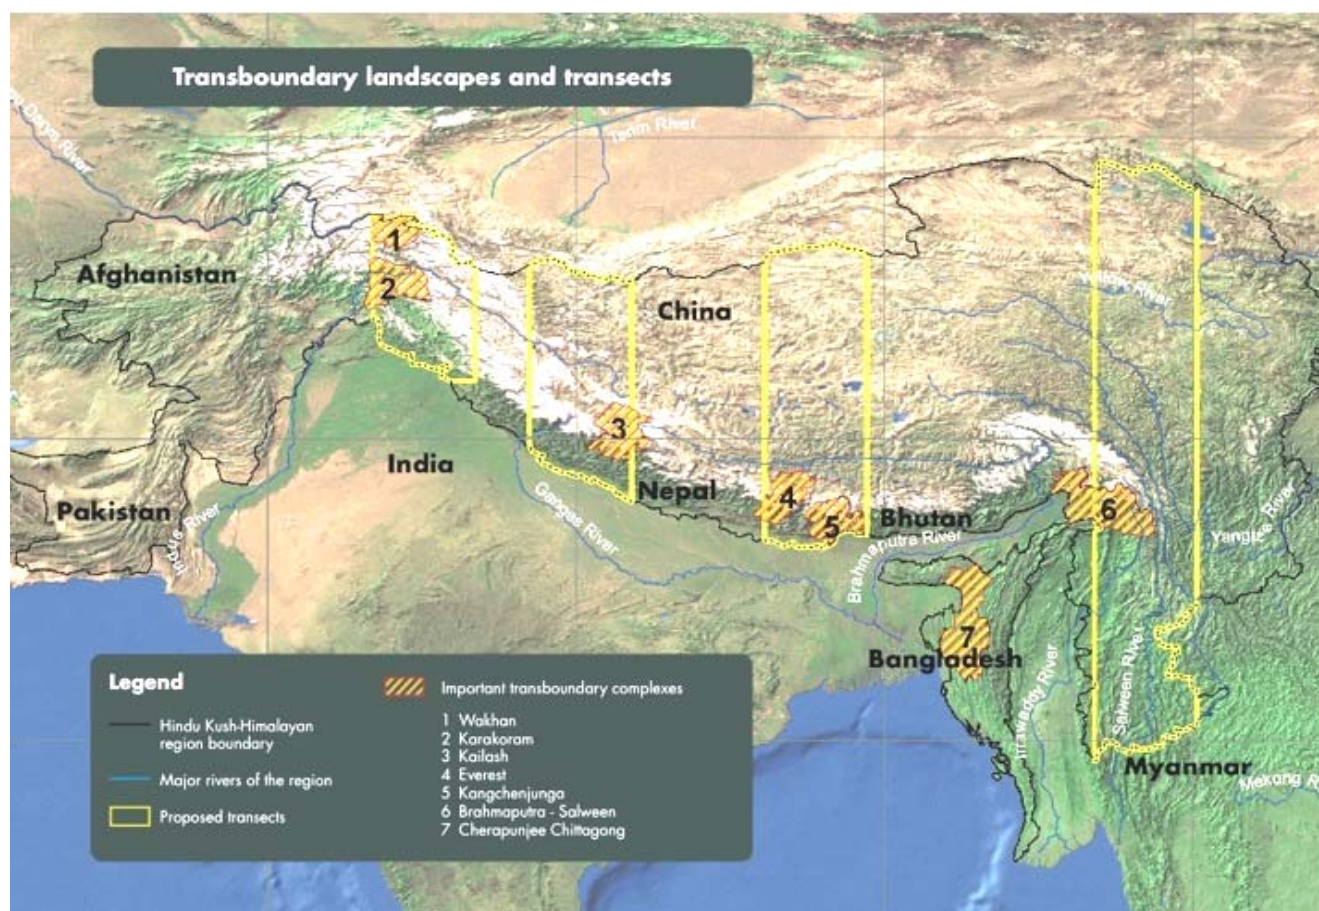 Transboundary landscapes and transects
Darya River
Tarim River
1
Afghanistan
2
China
Yellow River
3
India
Nepal
4
Pakistan
Indus River
Ganges River
5
Bhutan
6
Brahmaputra River
Yangtze River
7
Bangladesh
Irrawaddy River
Salween River
Myanmar
Mekong R
Legend
Hindu Kush-Himalayan
region boundary
Major rivers of the region
Proposed transects
Important transboundary complexes
1 Wakhan
2 Karakoram
3 Kailash
4 Everest
5 Kangchenjunga
6 Brahmaputra - Salween
7 Cherapunjee Chittagong